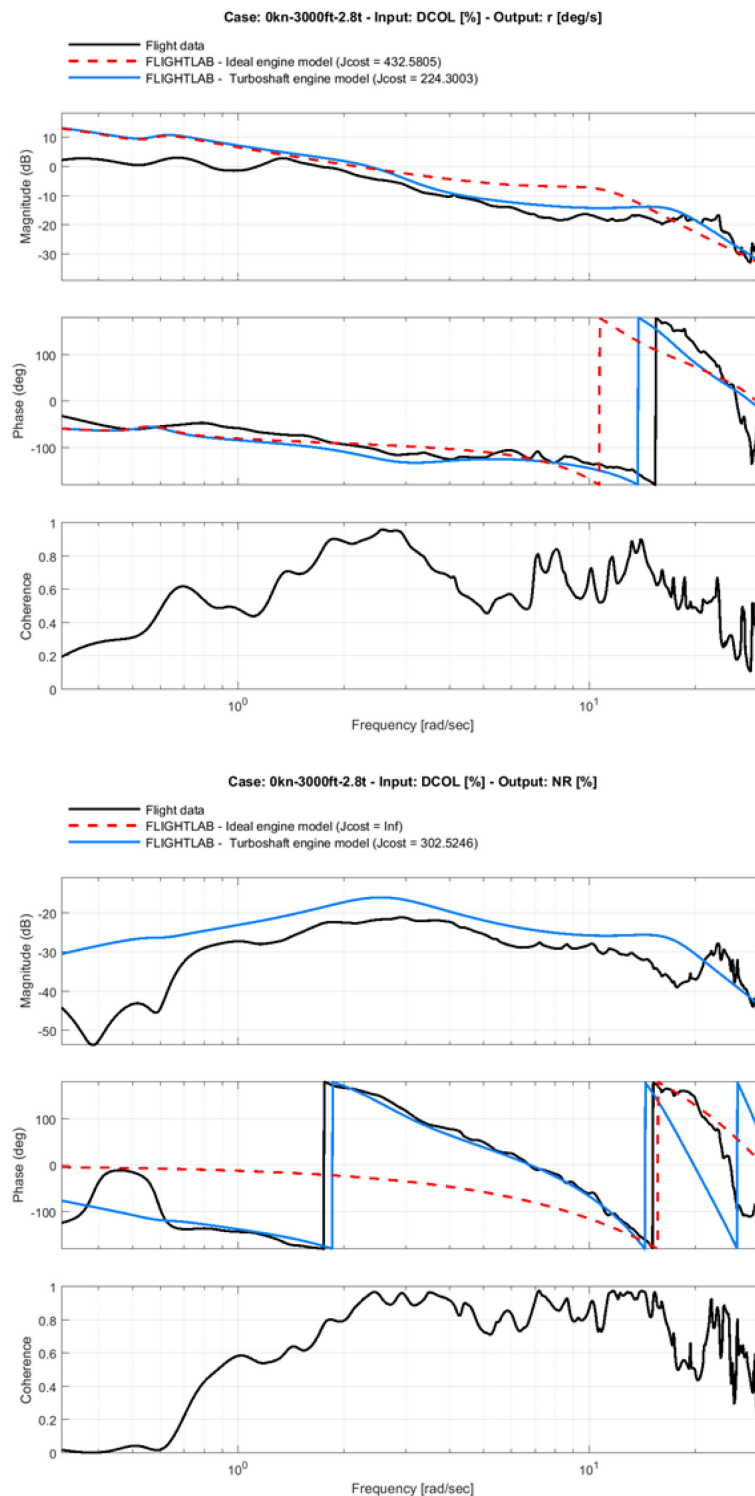 Case: 0kn-3000ft-2.8t - Input: DCOL [%] - Output: r [deg/s]
Flight data
FLIGHTLAB - Ideal engine model (Jcost = 432.5805)
FLIGHTLAB - Turboshaft engine model (Jcost = 224.3003)
Magnitude (dB)
10
0
-10
-20
-30
Phase (deg)
100
0
-100
Coherence
1
0.8
0.6
0.4
0.2
0
10^0
10^1
Frequency [rad/sec]
Case: 0kn-3000ft-2.8t - Input: DCOL [%] - Output: NR [%]
Flight data
FLIGHTLAB - Ideal engine model (Jcost = Inf)
FLIGHTLAB - Turboshaft engine model (Jcost = 302.5246)
Magnitude (dB)
-20
-30
-40
-50
Phase (deg)
100
0
-100
Coherence
1
0.8
0.6
0.4
0.2
0
10^0
10^1
Frequency [rad/sec]